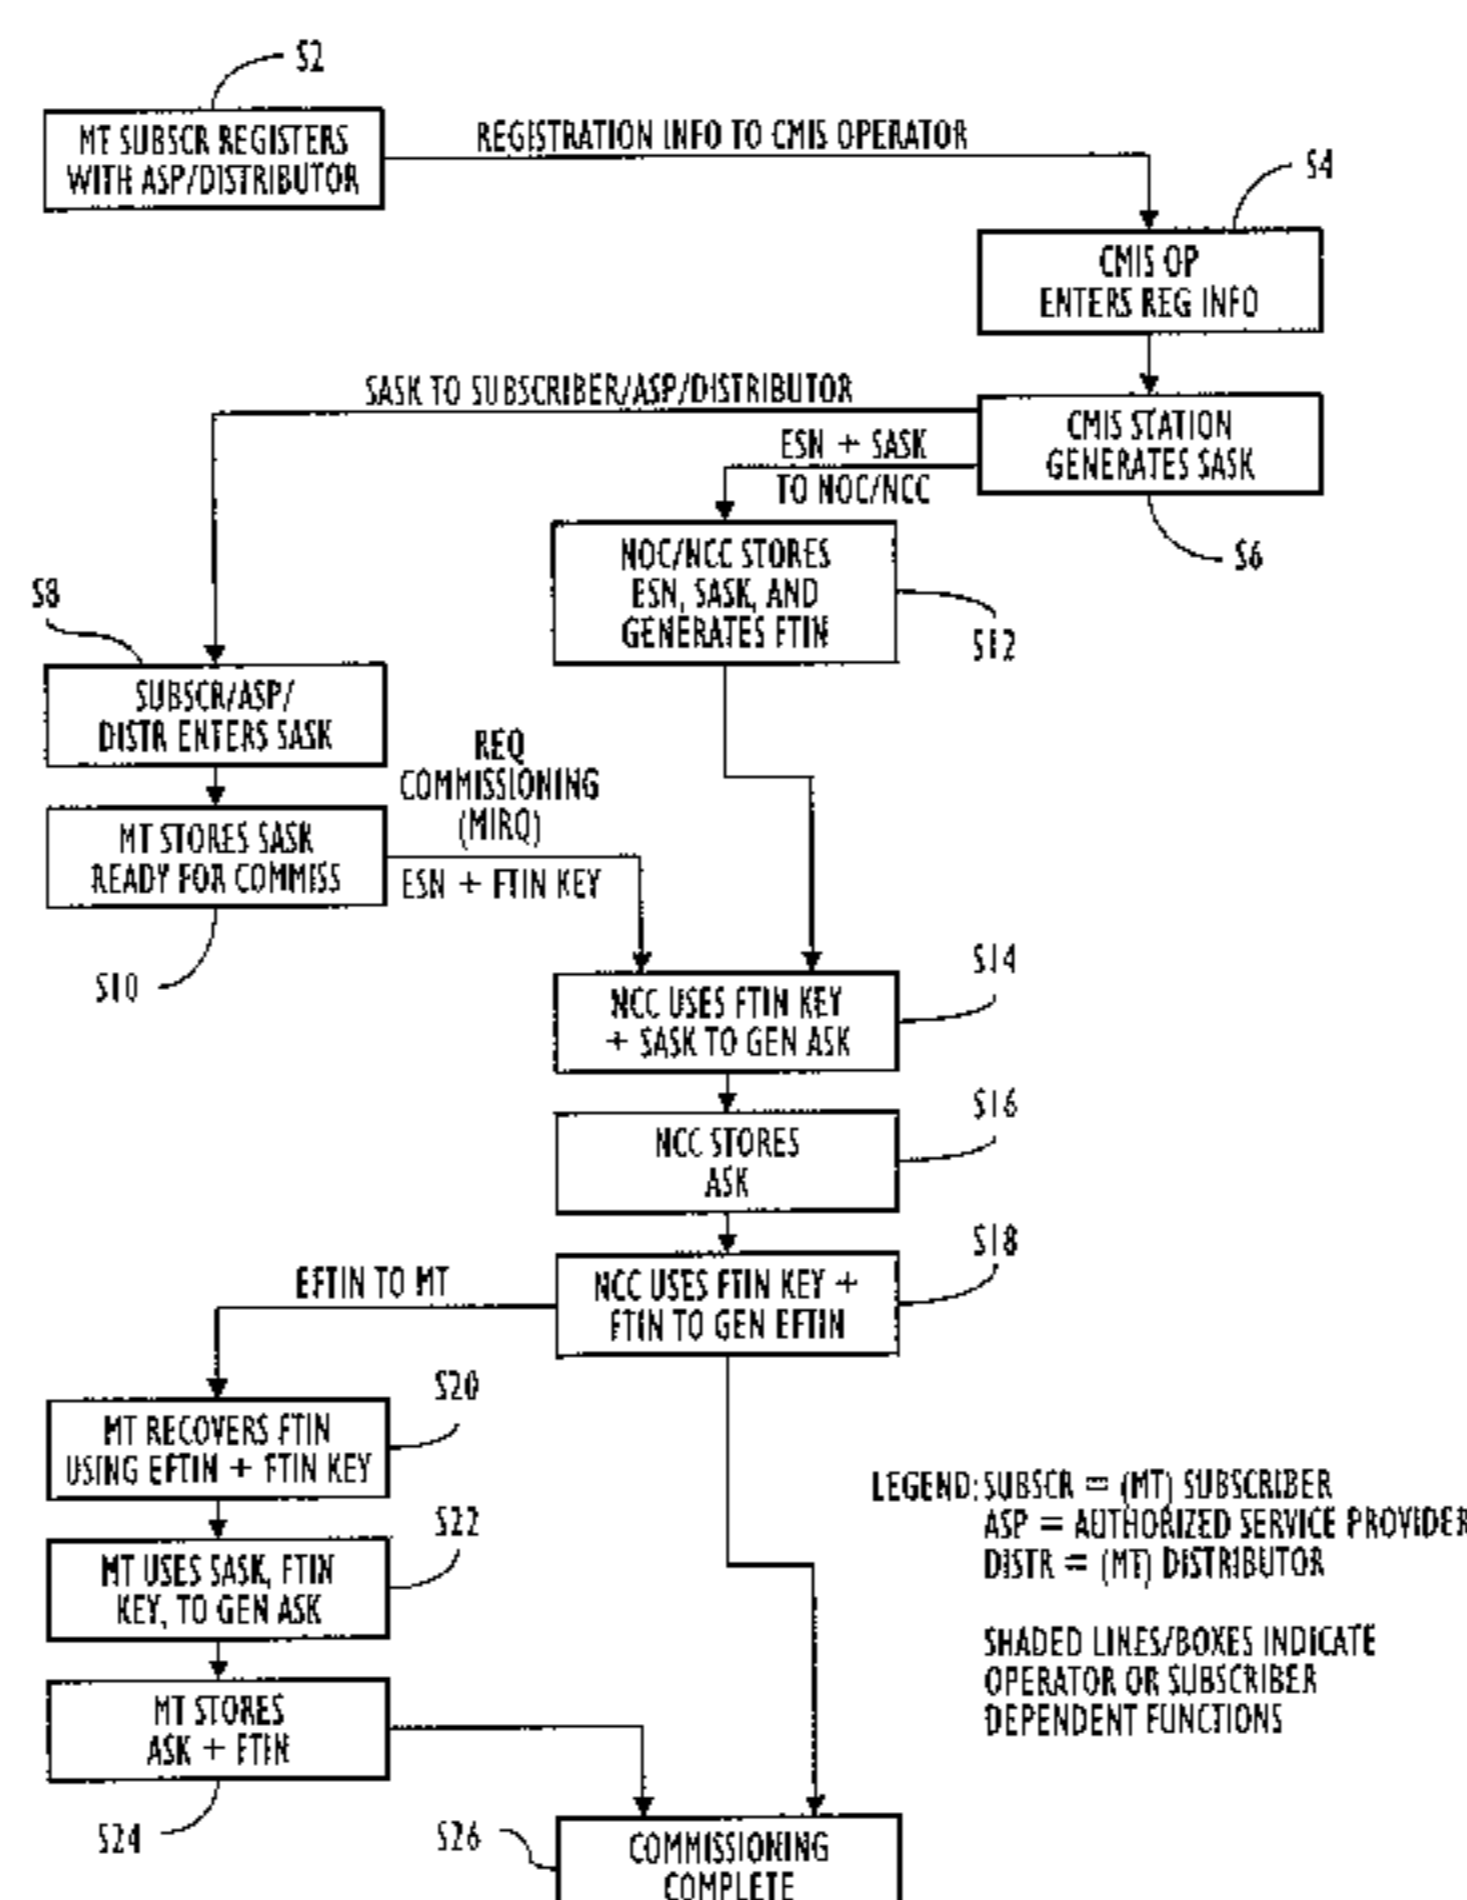 S2
MT SUBSCR REGISTERS
WITH ASP/DISTRIBUTOR
REGISTRATION INFO TO CMIS OPERATOR
S4
CMIS OP
ENTERS REG INFO
SASK TO SUBSCRIBER/ASP/DISTRIBUTOR
CMIS STATION
GENERATES SASK
ESN + SASK
TO NOC/NCC
S6
NOC/NCC STORES
ESN, SASK, AND
GENERATES FTIN
S12
S8
SUBSCR/ASP/
DISTR ENTERS SASK
REQ
COMMISSIONING
(MIRQ)
MT STORES SASK
READY FOR COMMISS
ESN + FTIN KEY
S10
S14
NCC USES FTIN KEY
+ SASK TO GEN ASK
S16
NCC STORES
ASK
S18
EFTIN TO MT
NCC USES FTIN KEY +
FTIN TO GEN EFTIN
S20
MT RECOVERS FTIN
USING EFTIN + FTIN KEY
S22
MT USES SASK, FTIN
KEY, TO GEN ASK
MT STORES
ASK + FTIN
S24
S26
COMMISSIONING
COMPLETE
LEGEND: SUBSCR = (MT) SUBSCRIBER
ASP = AUTHORIZED SERVICE PROVIDER
DISTR = (MT) DISTRIBUTOR
SHADED LINES/BOXES INDICATE
OPERATOR OR SUBSCRIBER
DEPENDENT FUNCTIONS